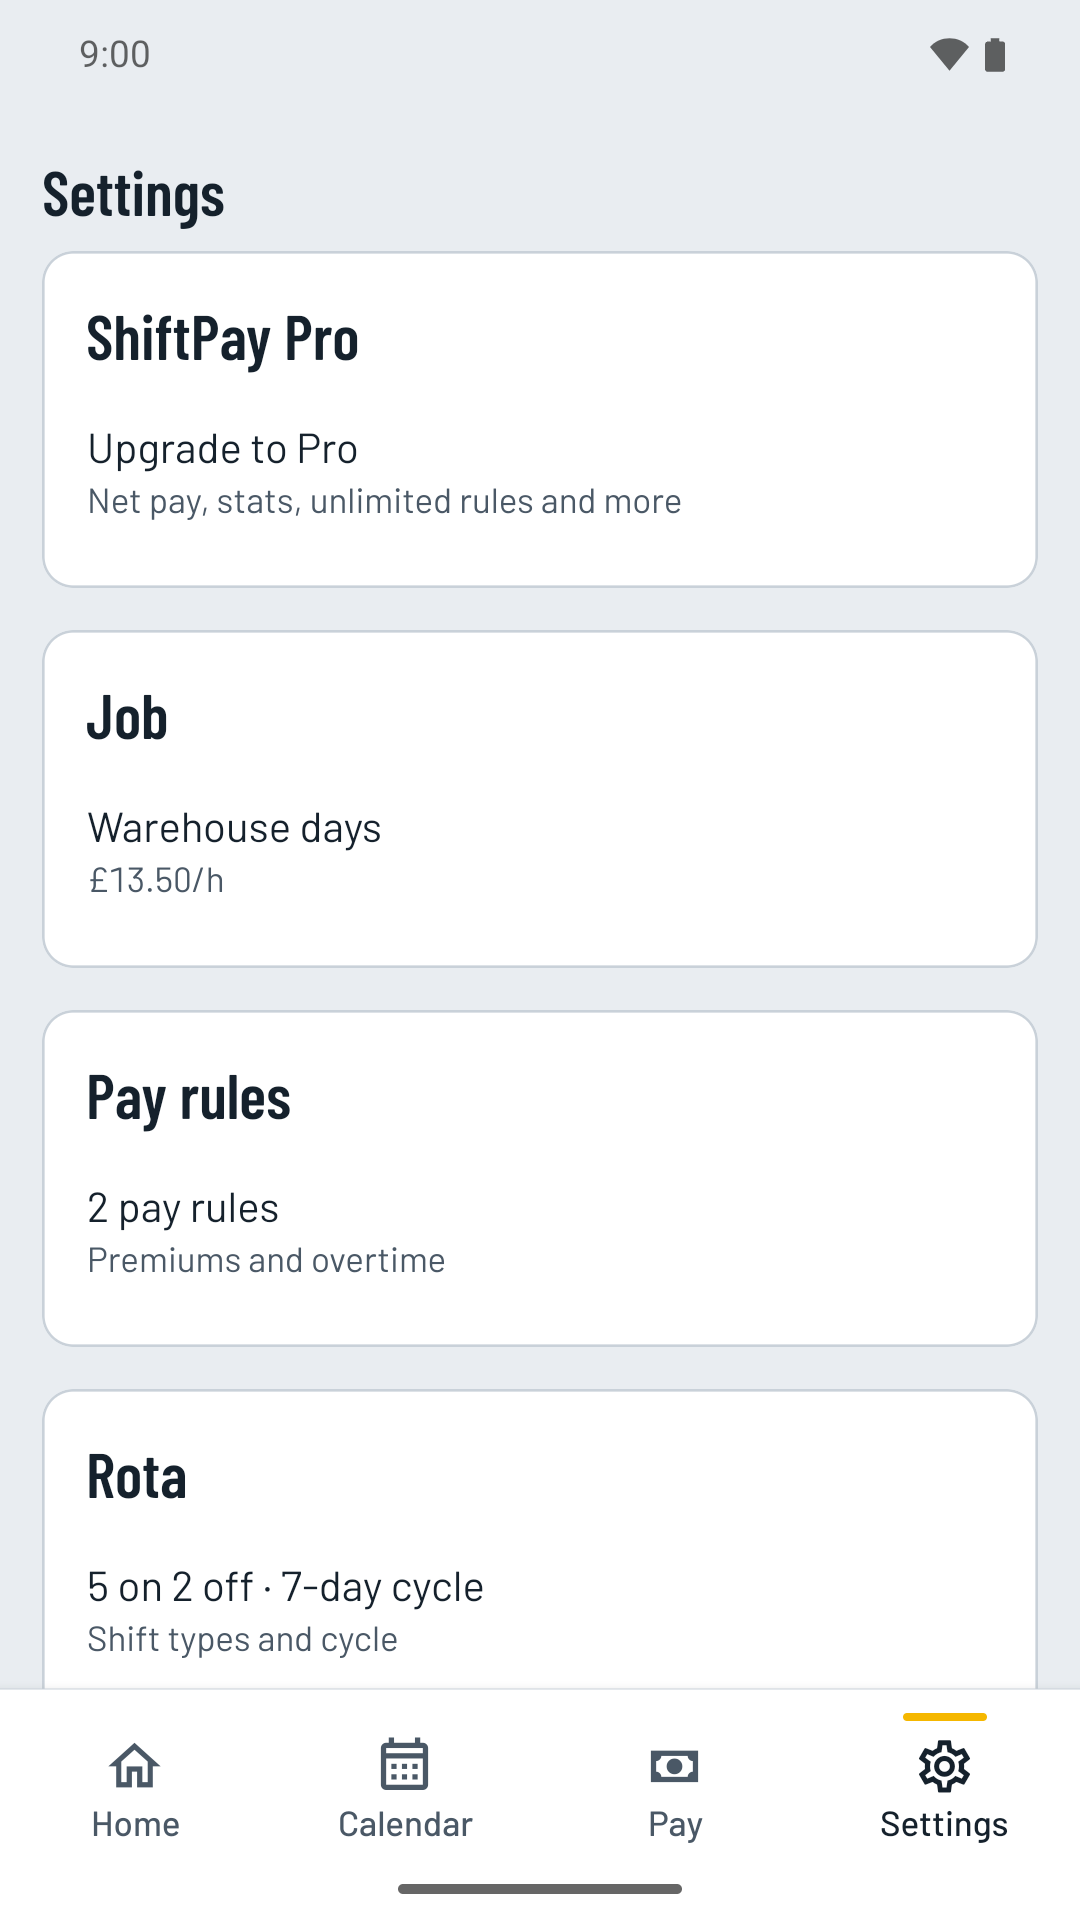 9:00
Settings
ShiftPay Pro
Upgrade to Pro
Net pay, stats, unlimited rules and more
Job
Warehouse days
£13.50/h
Pay rules
2 pay rules
Premiums and overtime
Rota
5 on 2 off · 7-day cycle
Shift types and cycle
Home Calendar Pay Settings